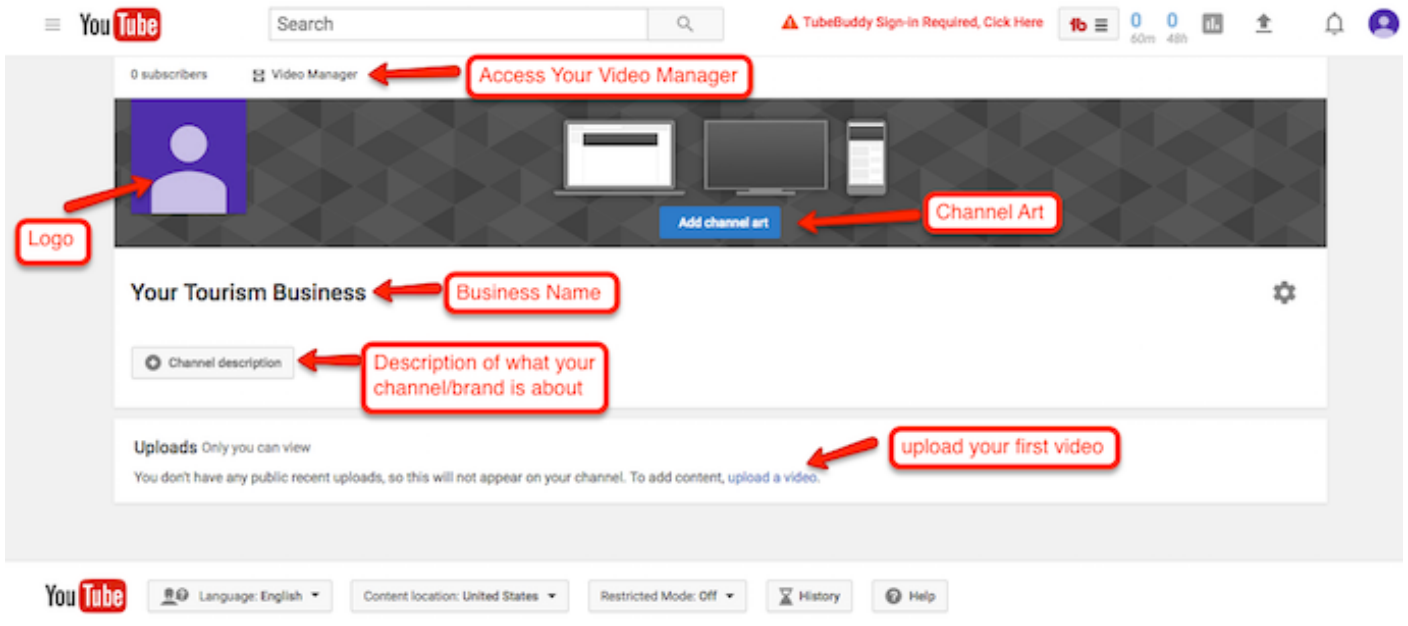 YouTube
Search
TubeBuddy Sign-in Required, Cick Here
tb
0 0
60m 48h
0 subscribers
Video Manager
Access Your Video Manager
Logo
Add channel art
Channel Art
Your Tourism Business
Business Name
Channel description
Description of what your
channel/brand is about
Uploads Only you can view
upload your first video
You don't have any public recent uploads, so this will not appear on your channel. To add content, upload a video.
YouTube
Language: English
Content location: United States
Restricted Mode: Off
History
Help